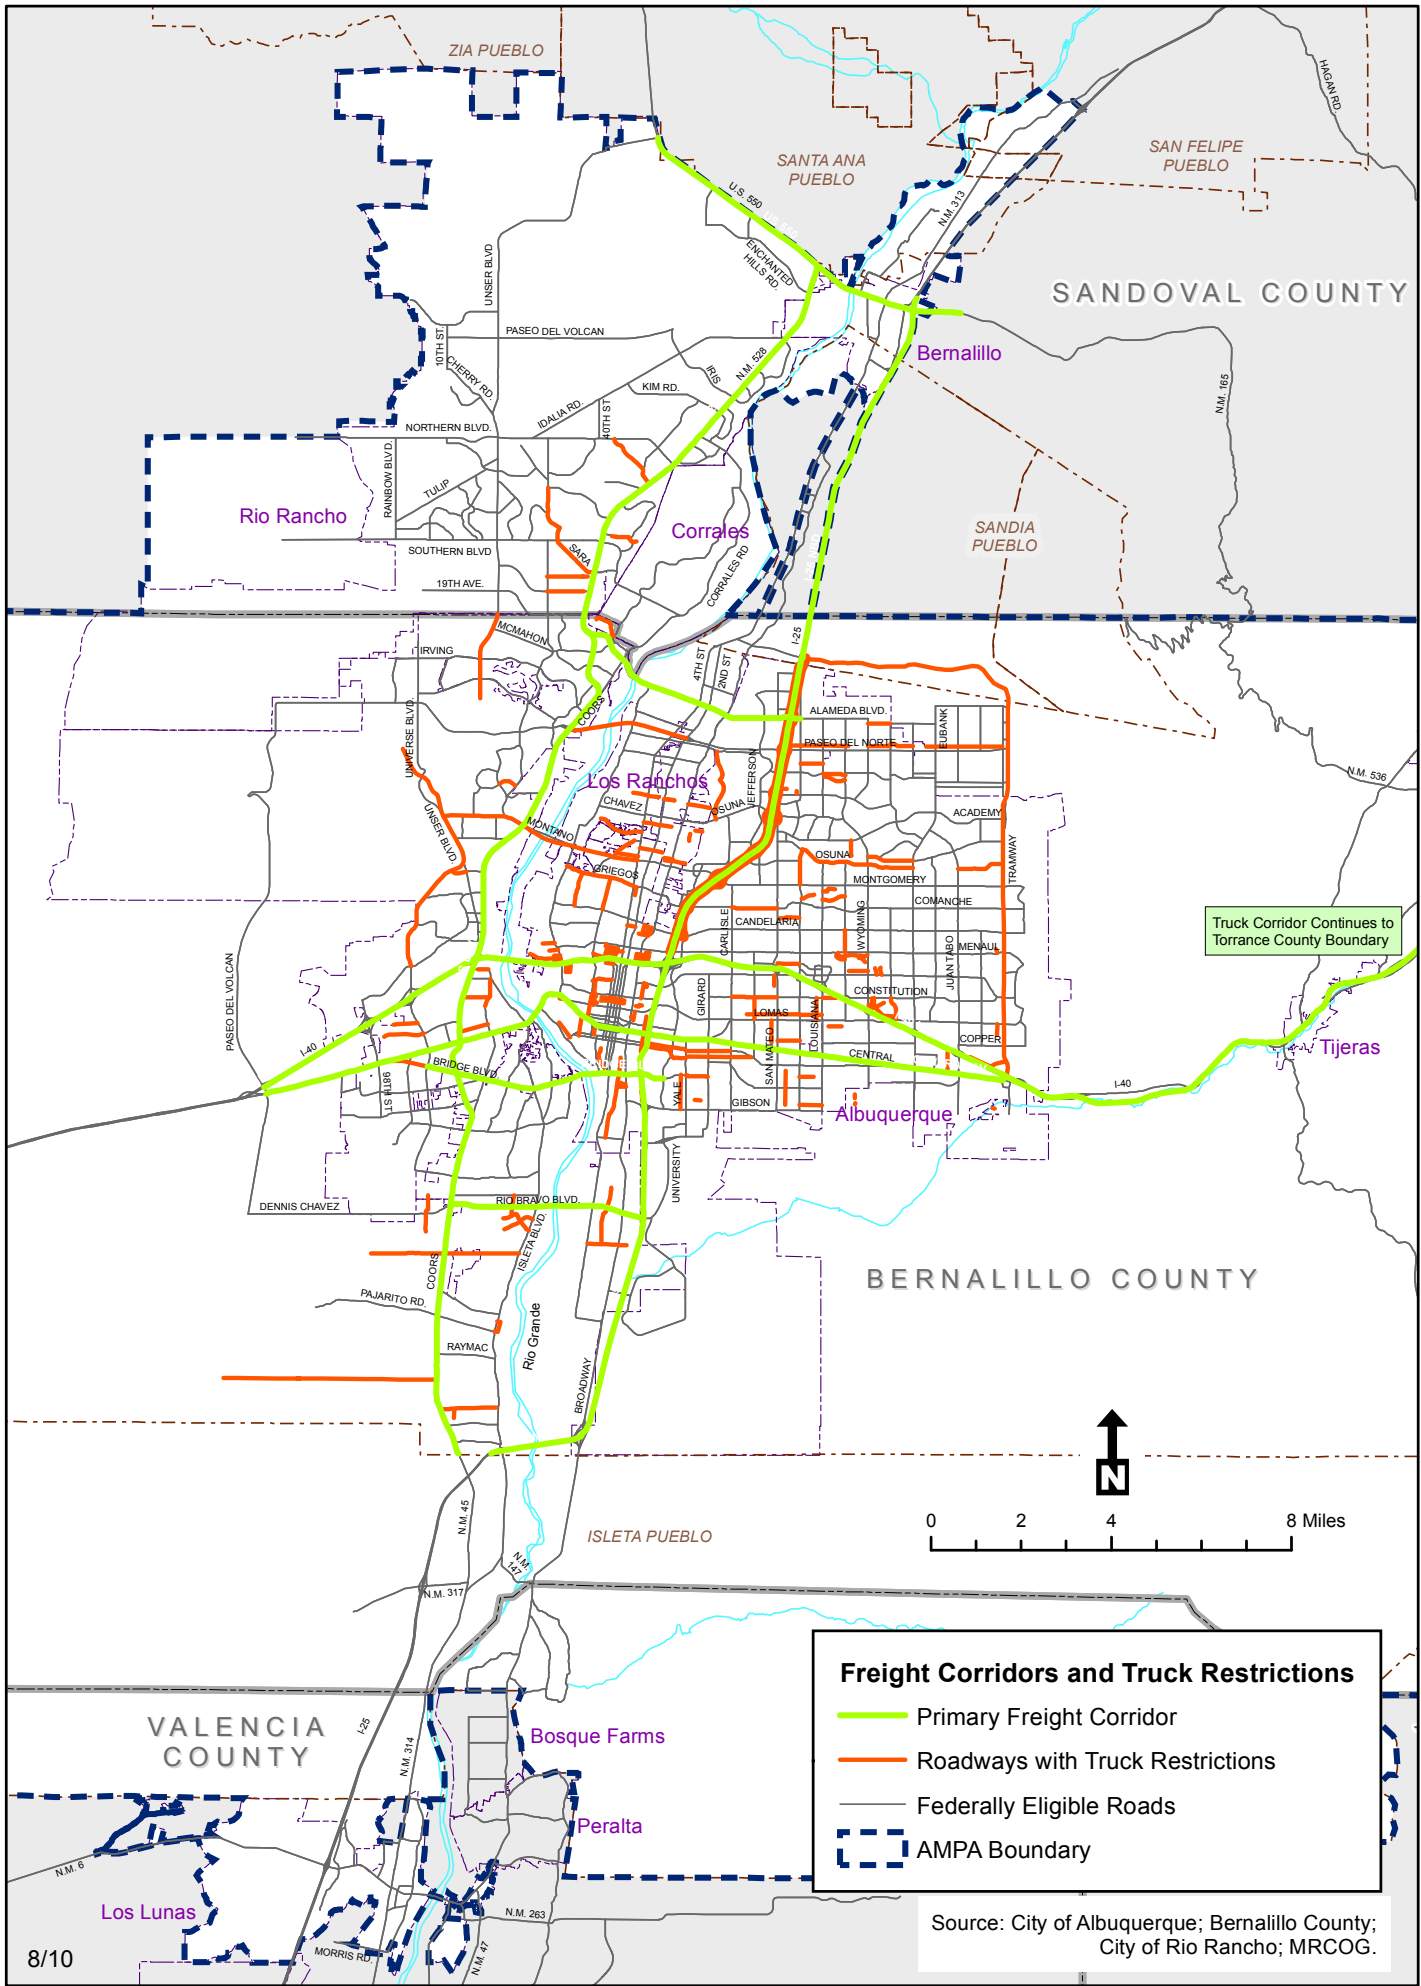 ZIA PUEBLO
HAGAN RD.
SANTA ANA
PUEBLO
SAN FELIPE
PUEBLO
U.S. 550
N.M. 313
ENCHANTED
HILLS RD.
UNSER BLVD
SANDOVAL COUNTY
PASEO DEL VOLCAN
10TH ST.
Bernalillo
CHERRY RD.
IRIS
N.M. 528
KIM RD.
N.M. 165
IDALIA RD.
40TH ST
NORTHERN BLVD.
RAINBOW BLVD.
TULIP
Rio Rancho
Corrales
SANDIA
PUEBLO
SOUTHERN BLVD
SARA
CORRALES RD
19TH AVE.
MCMAHON
I-25
IRVING
4TH ST
2ND ST
UNIVERSE BLVD.
COORS
ALAMEDA BLVD.
EUBANK
PASEO DEL NORTE
JEFFERSON
Los Ranchos
N.M. 536
CHAVEZ
OSUNA
UNSER BLVD.
MONTANO
ACADEMY
TRAMWAY
OSUNA
GRIEGOS
MONTGOMERY
COMANCHE
CARLISLE
CANDELARIA
WYOMING
Truck Corridor Continues to
Torrance County Boundary
MENAUL
JUAN TABO
PASEO DEL VOLCAN
CONSTITUTION
GIRARD
LOMAS
LOUISIANA
SAN MATEO
COPPER
I-40
CENTRAL
Tijeras
BRIDGE BLVD
98TH ST
YALE
GIBSON
I-40
Albuquerque
UNIVERSITY
DENNIS CHAVEZ
RIO BRAVO BLVD.
ISLETA BLVD.
COORS
BERNALILLO COUNTY
PAJARITO RD.
Rio Grande
RAYMAC
BROADWAY
N
0 2 4 8 Miles
N.M. 45
ISLETA PUEBLO
N.M.
147
N.M. 317
VALENCIA
COUNTY
I-25
N.M. 314
Bosque Farms
Peralta
N.M. 6
Los Lunas
N.M. 263
MORRIS RD.
N.M. 47
Freight Corridors and Truck Restrictions
Primary Freight Corridor
Roadways with Truck Restrictions
Federally Eligible Roads
AMPA Boundary
Source: City of Albuquerque; Bernalillo County;
City of Rio Rancho; MRCOG.
8/10